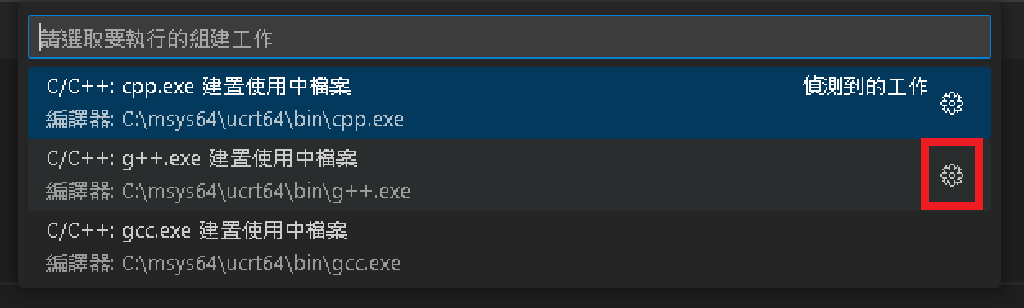 請選取要執行的組建工作
C/C++: cpp.exe 建置使用中檔案 偵測到的工作
編譯器: C:\msys64\ucrt64\bin\cpp.exe
C/C++: g++.exe 建置使用中檔案
編譯器: C:\msys64\ucrt64\bin\g++.exe
C/C++: gcc.exe 建置使用中檔案
編譯器: C:\msys64\ucrt64\bin\gcc.exe